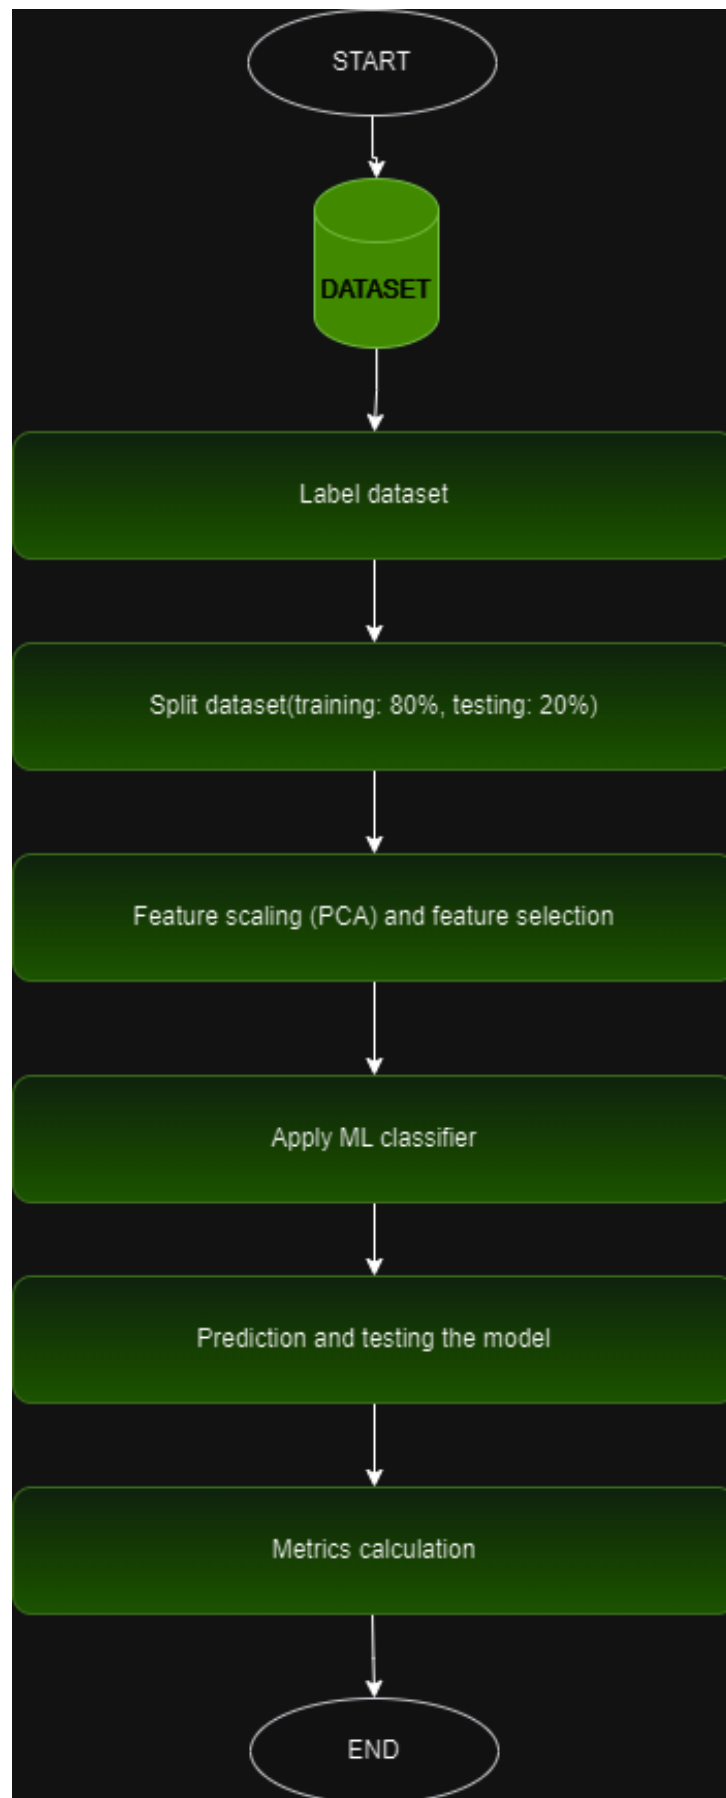 START
DATASET
Label dataset
Split dataset(training: 80%, testing: 20%)
Feature scaling (PCA) and feature selection
Apply ML classifier
Prediction and testing the model
Metrics calculation
END